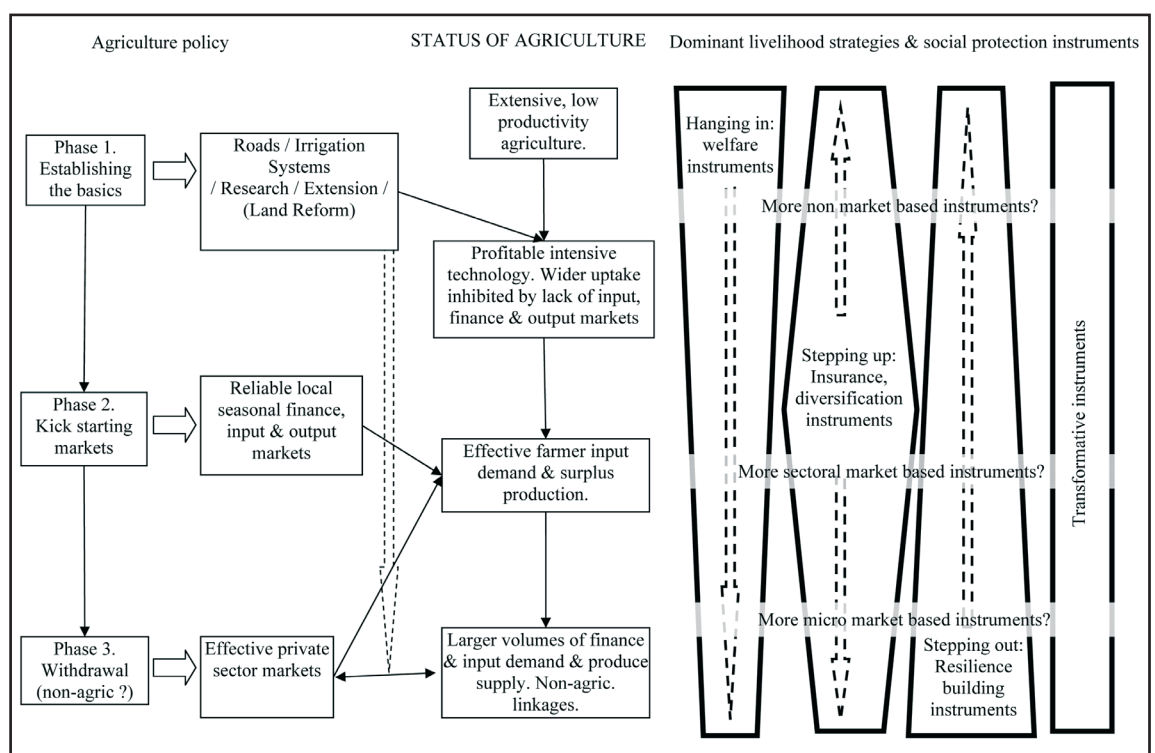 Agriculture policy
STATUS OF AGRICULTURE
Dominant livelihood strategies & social protection instruments
Phase 1.
Establishing
the basics
Roads / Irrigation
Systems
/ Research / Extension /
(Land Reform)
Extensive, low
productivity
agriculture.
Profitable intensive
technology. Wider uptake
inhibited by lack of input,
finance & output markets
Phase 2.
Kick starting
markets
Reliable local
seasonal finance,
input & output
markets
Effective farmer input
demand & surplus
production.
Phase 3.
Withdrawal
(non-agric ?)
Effective private
sector markets
Larger volumes of finance
& input demand & produce
supply. Non-agric.
linkages.
Hanging in:
welfare
instruments
More non market based instruments?
Stepping up:
Insurance,
diversification
instruments
More sectoral market based instruments?
More micro market based instruments?
Stepping out:
Resilience
building
instruments
Transformative instruments